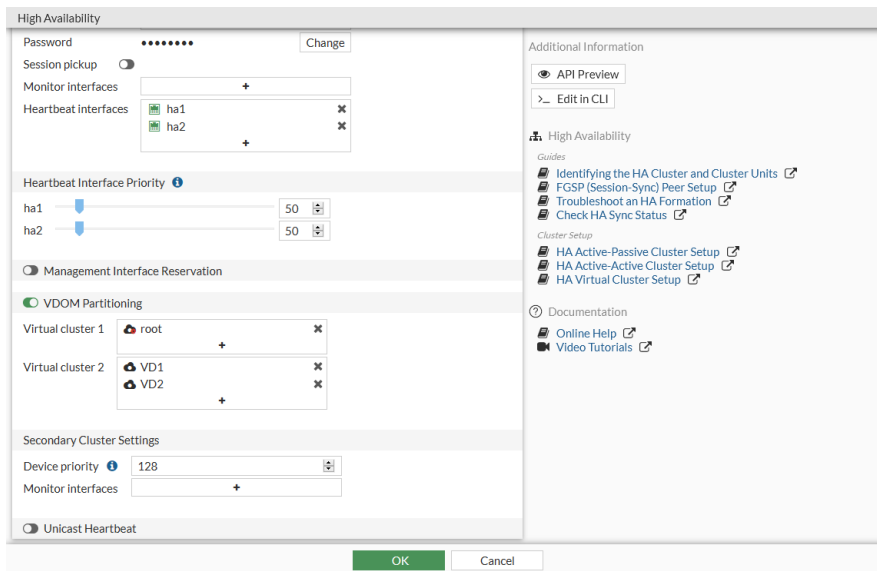 High Availability
Password •••••••• Change
Session pickup
Monitor interfaces +
Heartbeat interfaces ha1
ha2
+
Heartbeat Interface Priority
ha1 50
ha2 50
Management Interface Reservation
VDOM Partitioning
Virtual cluster 1 root
+
Virtual cluster 2 VD1
VD2
+
Secondary Cluster Settings
Device priority 128
Monitor interfaces +
Unicast Heartbeat
Additional Information
API Preview
>_ Edit in CLI
High Availability
Guides
Identifying the HA Cluster and Cluster Units
FGSP (Session-Sync) Peer Setup
Troubleshoot an HA Formation
Check HA Sync Status
Cluster Setup
HA Active-Passive Cluster Setup
HA Active-Active Cluster Setup
HA Virtual Cluster Setup
Documentation
Online Help
Video Tutorials
OK Cancel